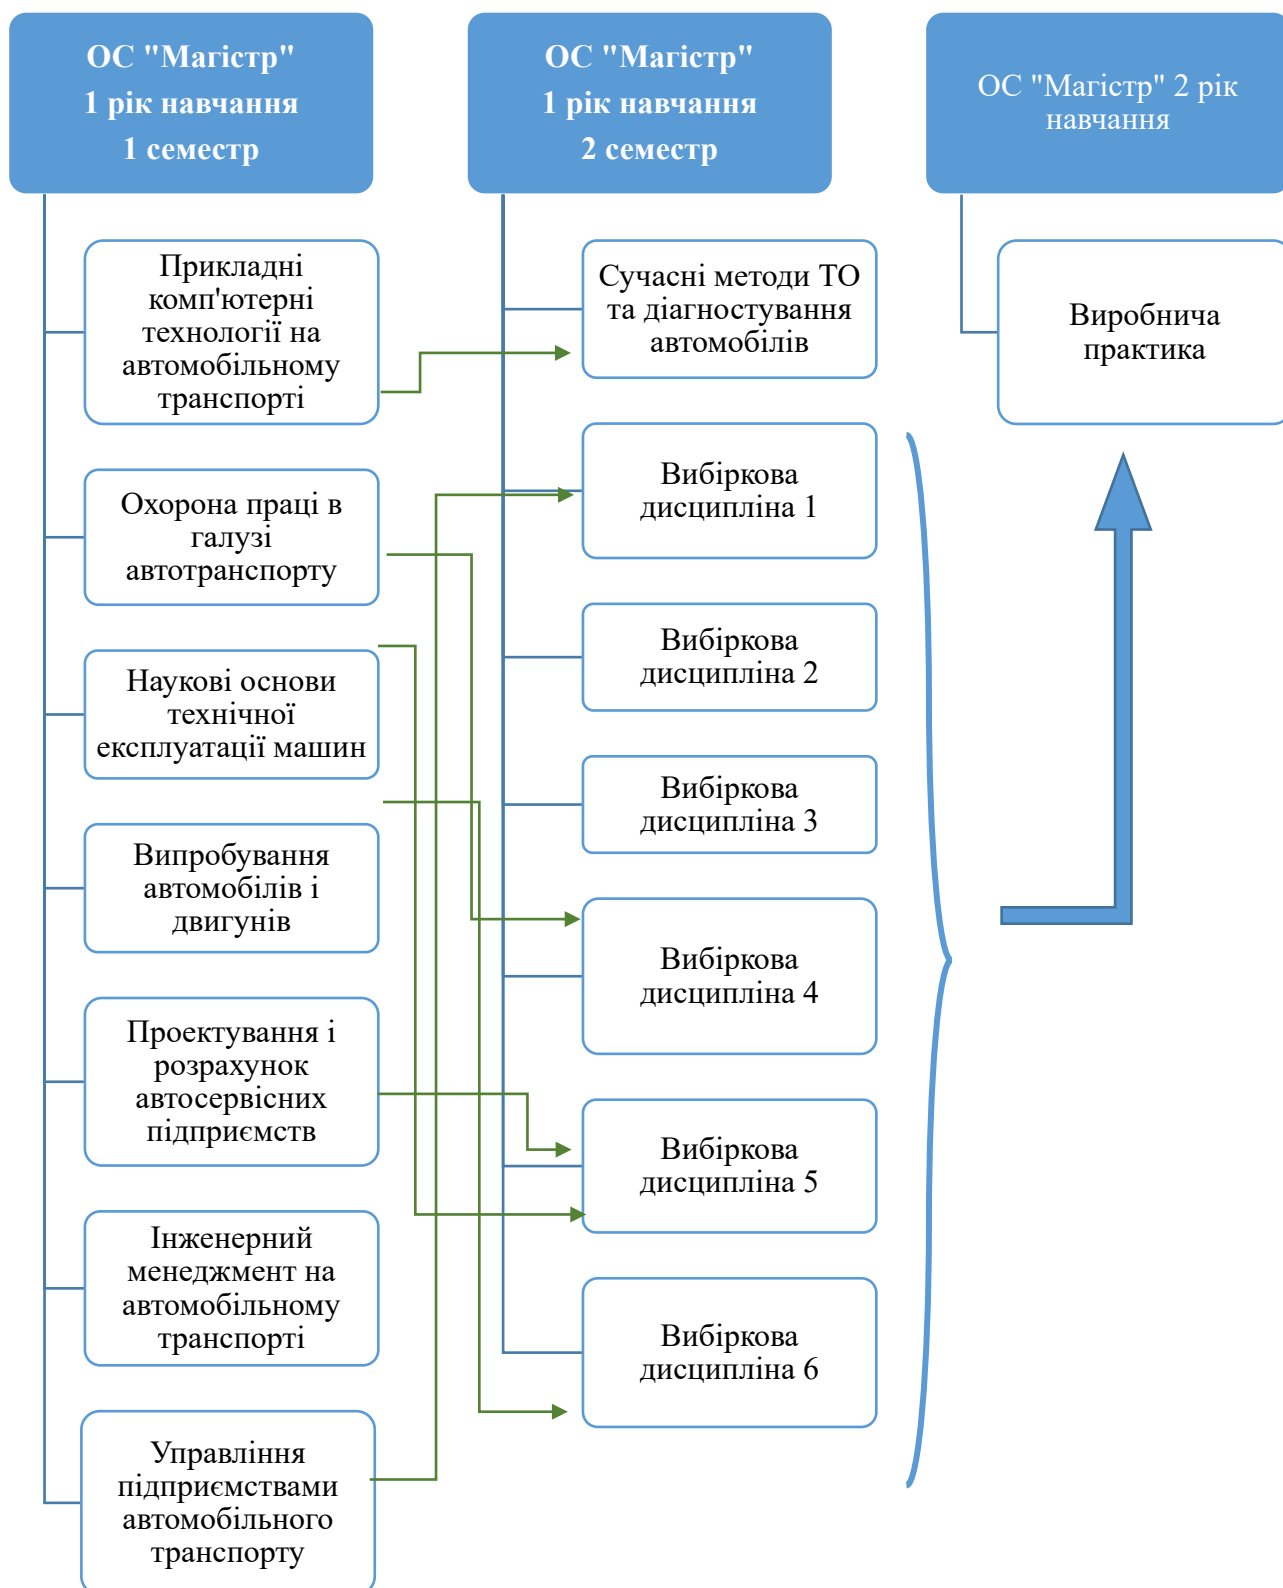 ОС "Магістр"
1 рік навчання
1 семестр
Прикладні
комп'ютерні
технології на
автомобільному
транспорті
Охорона праці в
галузі
автотранспорту
Наукові основи
технічної
експлуатації машин
Випробування
автомобілів і
двигунів
Проектування і
розрахунок
автосервісних
підприємств
Інженерний
менеджмент на
автомобільному
транспорті
Управління
підприємствами
автомобільного
транспорту
ОС "Магістр"
1 рік навчання
2 семестр
Сучасні методи ТО
та діагностування
автомобілів
Вибіркова
дисципліна 1
Вибіркова
дисципліна 2
Вибіркова
дисципліна 3
Вибіркова
дисципліна 4
Вибіркова
дисципліна 5
Вибіркова
дисципліна 6
ОС "Магістр" 2 рік
навчання
Виробнича
практика